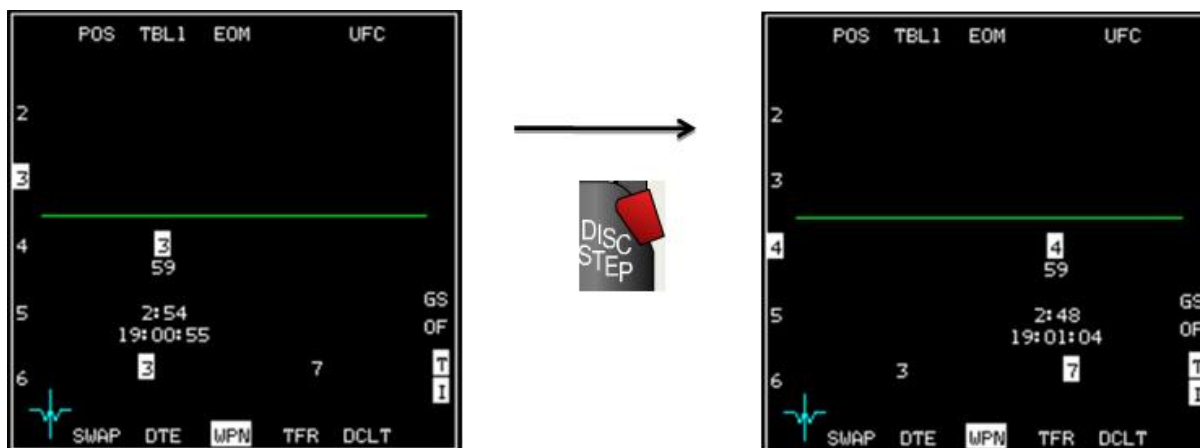 POS TBL1 EOM UFC
2
3
4
3
59
5
2:54
19:00:55
GS
OF
3 7
6
T
I
SWAP DTE WPN TFR DCLT
DISC
STEP
POS TBL1 EOM UFC
2
3
4
4
59
5
2:48
19:01:04
GS
OF
3 7
6
T
I
SWAP DTE WPN TFR DCLT